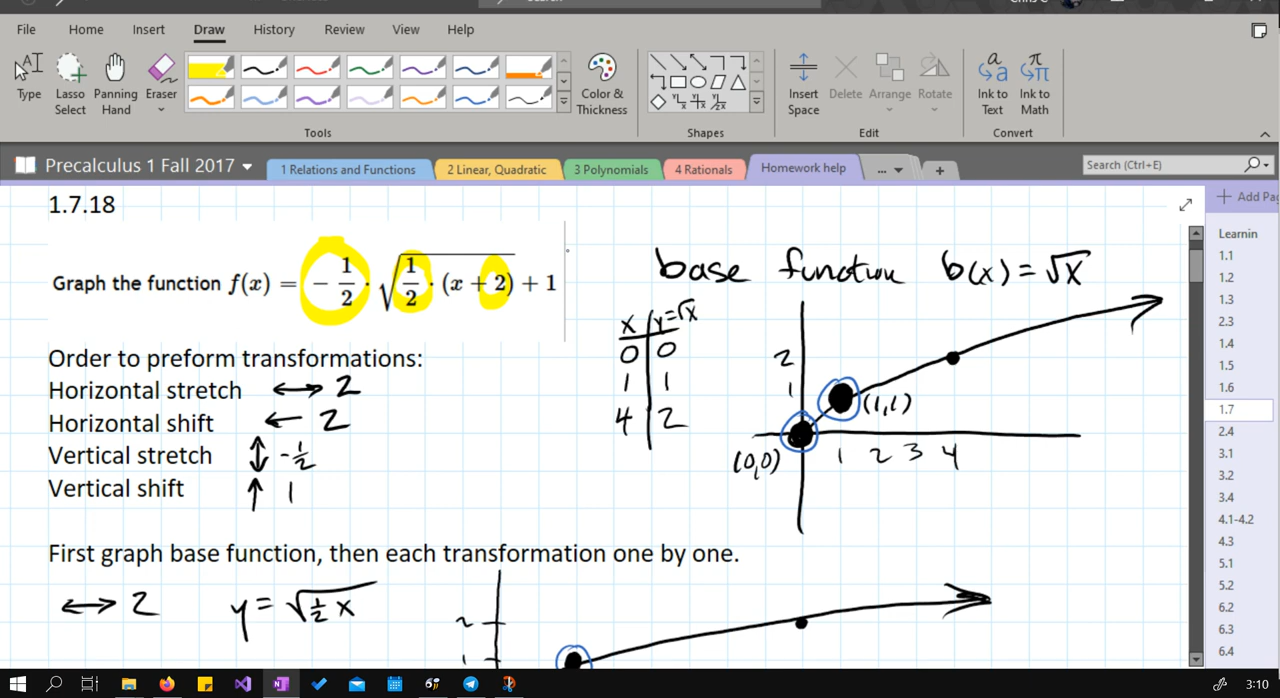 File Home Insert Draw History Review View Help
Type Lasso Select Panning Hand Eraser Color & Thickness Insert Space Delete Arrange Rotate Ink to Text Ink to Math
Tools Shapes Edit Convert
Precalculus 1 Fall 2017 1 Relations and Functions 2 Linear, Quadratic 3 Polynomials 4 Rationals Homework help ... Search (Ctrl+E)
Add Pag
Learnin
1.1
1.2
1.3
2.3
1.4
1.5
1.6
1.7
2.4
3.1
3.2
3.4
4.1-4.2
4.3
5.1
5.2
6.2
6.3
6.4
1.7.18
Graph the function f(x) = -1/2 · √(1/2 · (x + 2)) + 1
base function b(x) = √x
x y=√x
0 0
1 1
4 2
2
1
(1,1)
(0,0) 1 2 3 4
Order to preform transformations:
Horizontal stretch ↔ 2
Horizontal shift ← 2
Vertical stretch ↕ -1/2
Vertical shift ↑ 1
First graph base function, then each transformation one by one.
↔ 2 y = √(1/2 x)
2
1
3:10